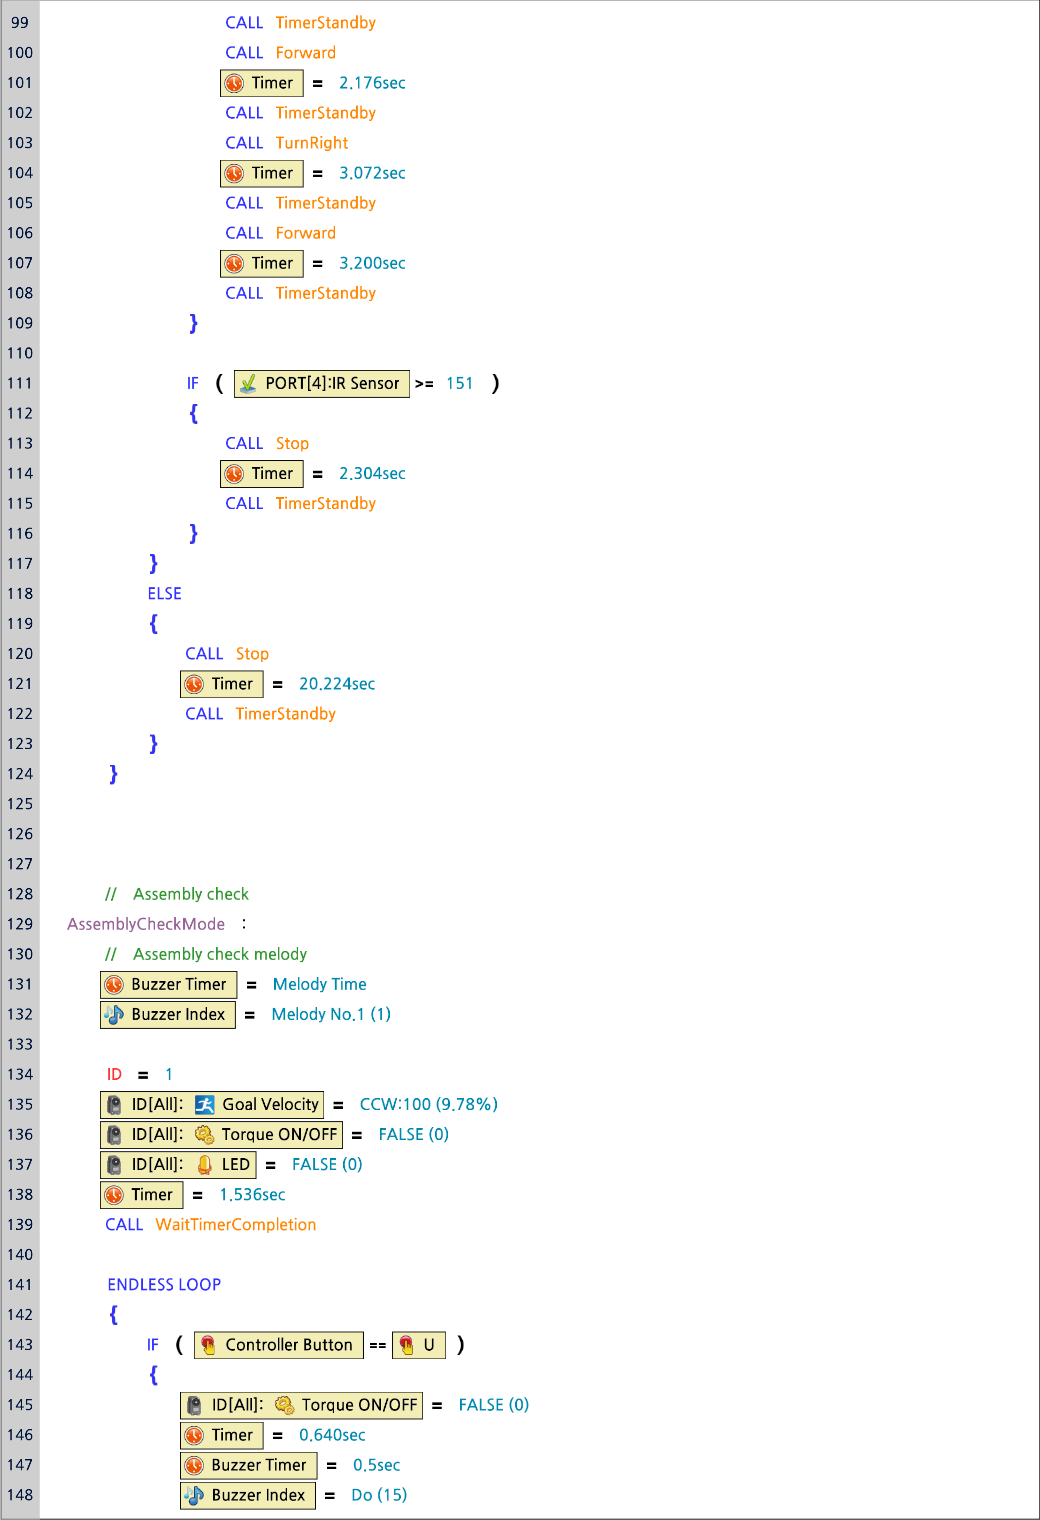 99 CALL TimerStandby
100 CALL Forward
101 Timer = 2.176sec
102 CALL TimerStandby
103 CALL TurnRight
104 Timer = 3.072sec
105 CALL TimerStandby
106 CALL Forward
107 Timer = 3.200sec
108 CALL TimerStandby
109 }
110
111 IF ( PORT[4]:IR Sensor >= 151 )
112 {
113 CALL Stop
114 Timer = 2.304sec
115 CALL TimerStandby
116 }
117 }
118 ELSE
119 {
120 CALL Stop
121 Timer = 20.224sec
122 CALL TimerStandby
123 }
124 }
125
126
127
128 // Assembly check
129 AssemblyCheckMode :
130 // Assembly check melody
131 Buzzer Timer = Melody Time
132 Buzzer Index = Melody No.1 (1)
133
134 ID = 1
135 ID[All]: Goal Velocity = CCW:100 (9.78%)
136 ID[All]: Torque ON/OFF = FALSE (0)
137 ID[All]: LED = FALSE (0)
138 Timer = 1.536sec
139 CALL WaitTimerCompletion
140
141 ENDLESS LOOP
142 {
143 IF ( Controller Button == U )
144 {
145 ID[All]: Torque ON/OFF = FALSE (0)
146 Timer = 0.640sec
147 Buzzer Timer = 0.5sec
148 Buzzer Index = Do (15)